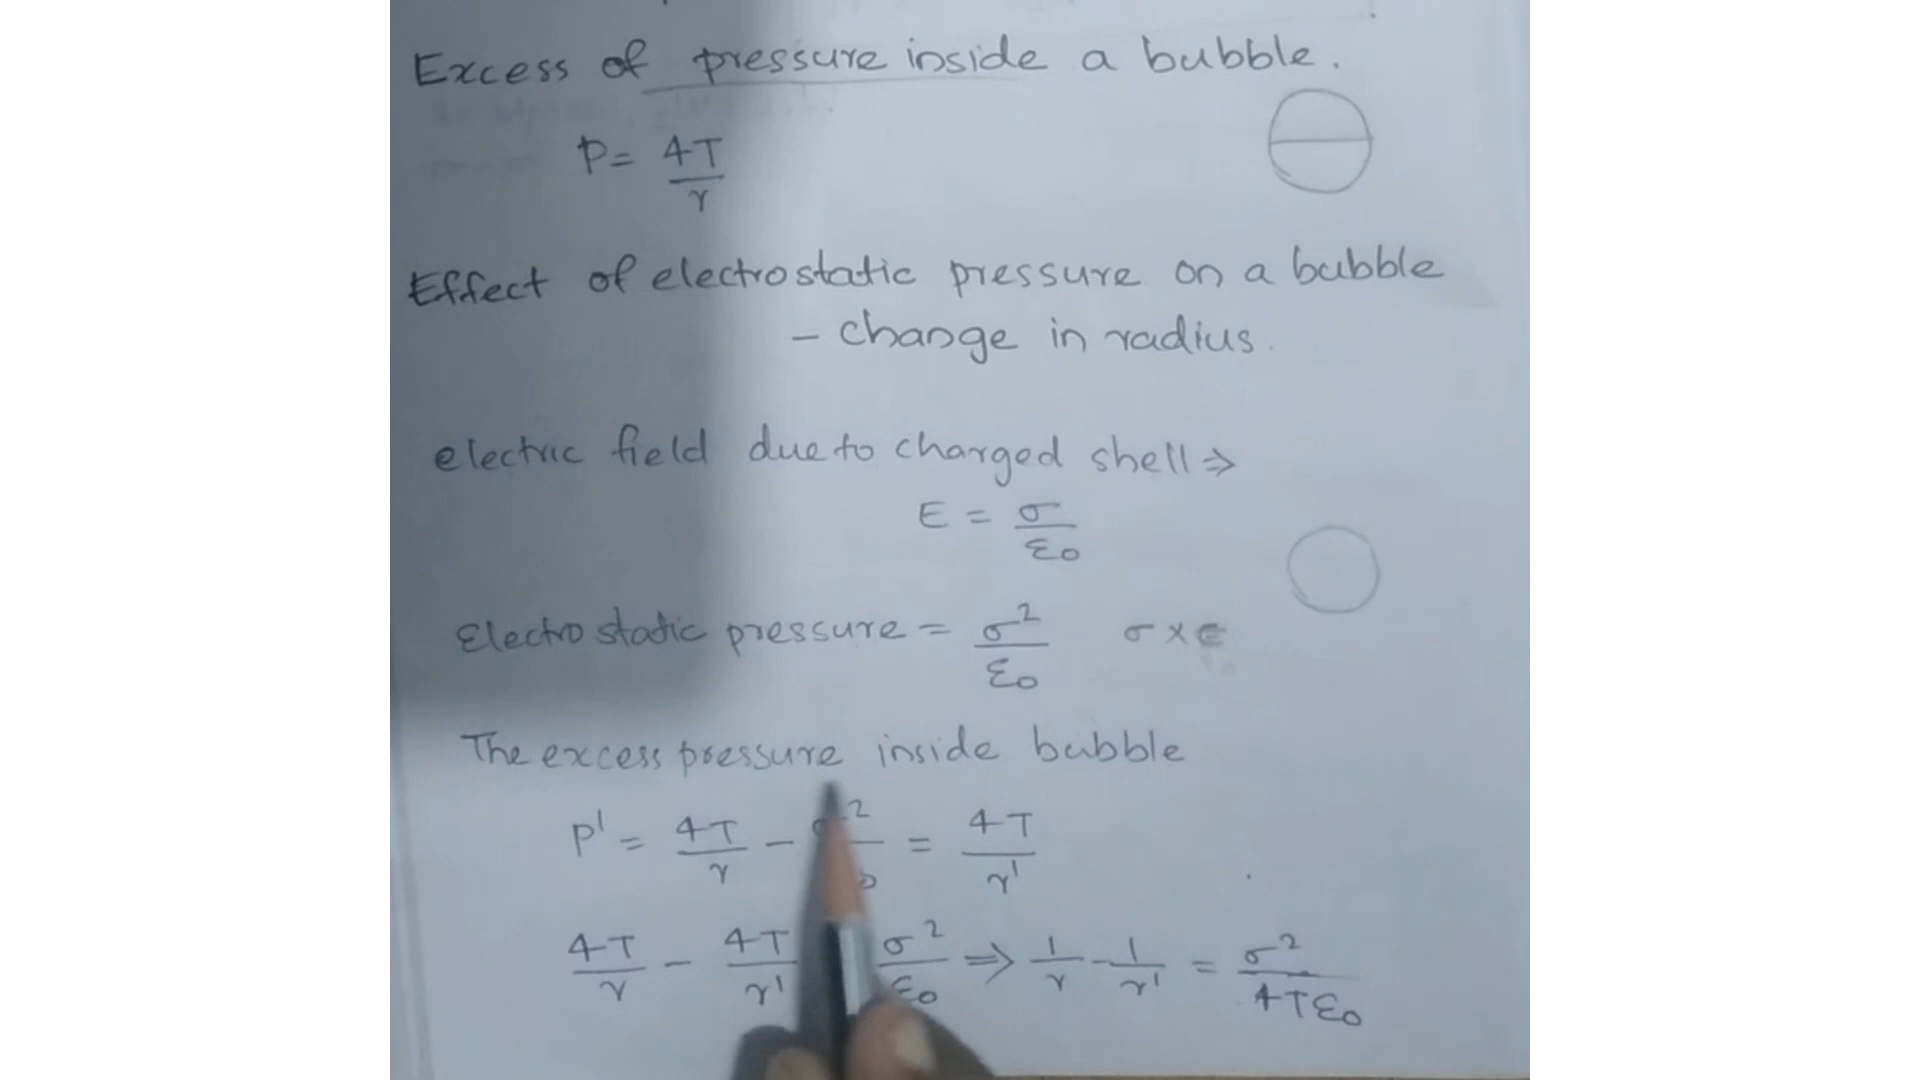 Excess of pressure inside a bubble.
P = 4T/r
Effect of electrostatic pressure on a bubble
- change in radius.
electric field due to charged shell ⇒
E = σ/ε0
Electrostatic pressure = σ²/ε0 σ × E
The excess pressure inside bubble
P' = 4T/r - = 4T/r'
4T/r - 4T/r' σ²/ε0 ⇒ 1/r - 1/r' = σ²/4Tε0